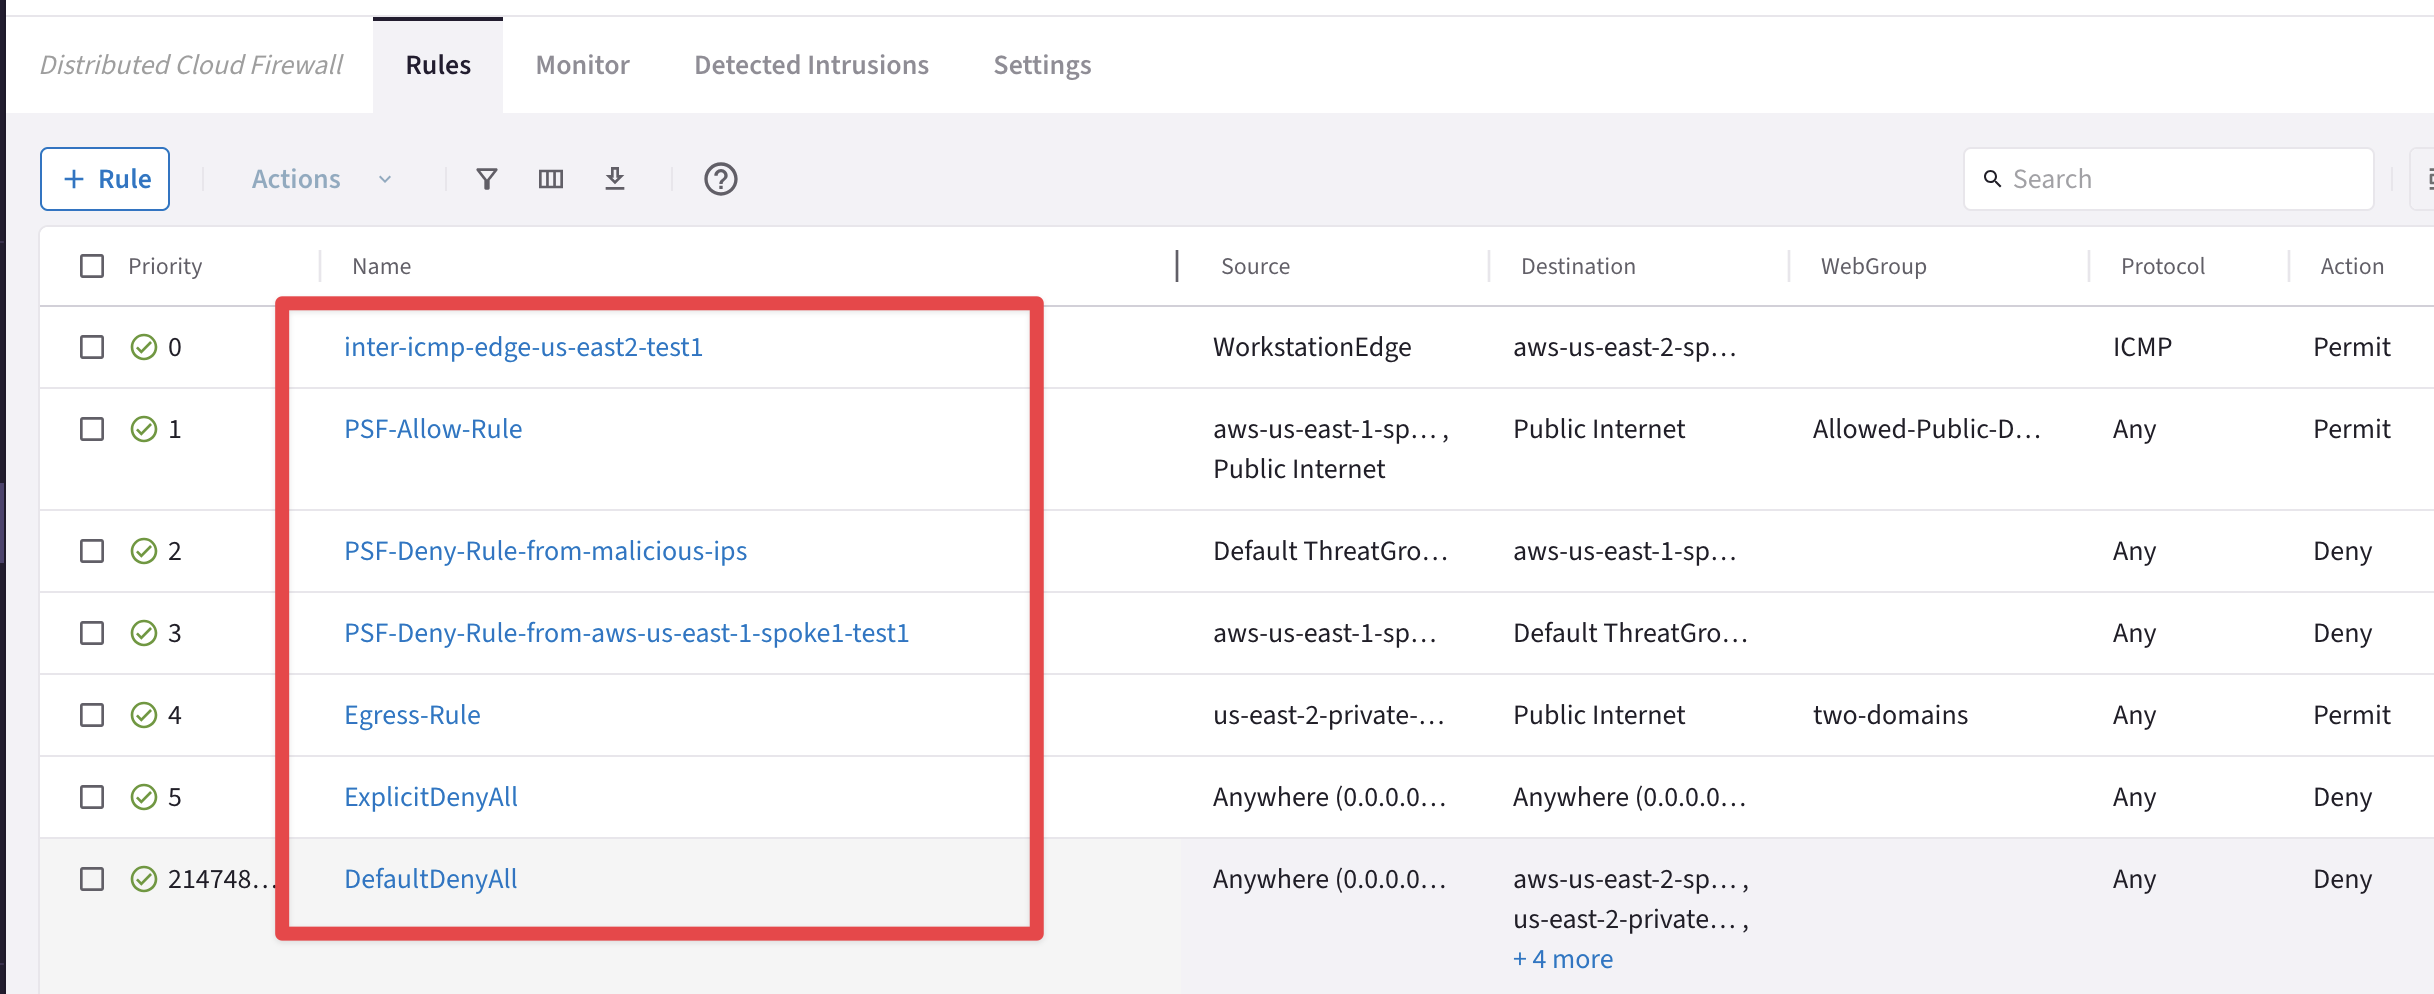 Distributed Cloud Firewall Rules Monitor Detected Intrusions Settings
+ Rule Actions Search
Priority Name Source Destination WebGroup Protocol Action
0 inter-icmp-edge-us-east2-test1 WorkstationEdge aws-us-east-2-sp... ICMP Permit
1 PSF-Allow-Rule aws-us-east-1-sp... , Public Internet Allowed-Public-D... Any Permit
Public Internet
2 PSF-Deny-Rule-from-malicious-ips Default ThreatGro... aws-us-east-1-sp... Any Deny
3 PSF-Deny-Rule-from-aws-us-east-1-spoke1-test1 aws-us-east-1-sp... Default ThreatGro... Any Deny
4 Egress-Rule us-east-2-private-... Public Internet two-domains Any Permit
5 ExplicitDenyAll Anywhere (0.0.0.0... Anywhere (0.0.0.0... Any Deny
214748... DefaultDenyAll Anywhere (0.0.0.0... aws-us-east-2-sp... , Any Deny
us-east-2-private... ,
+ 4 more